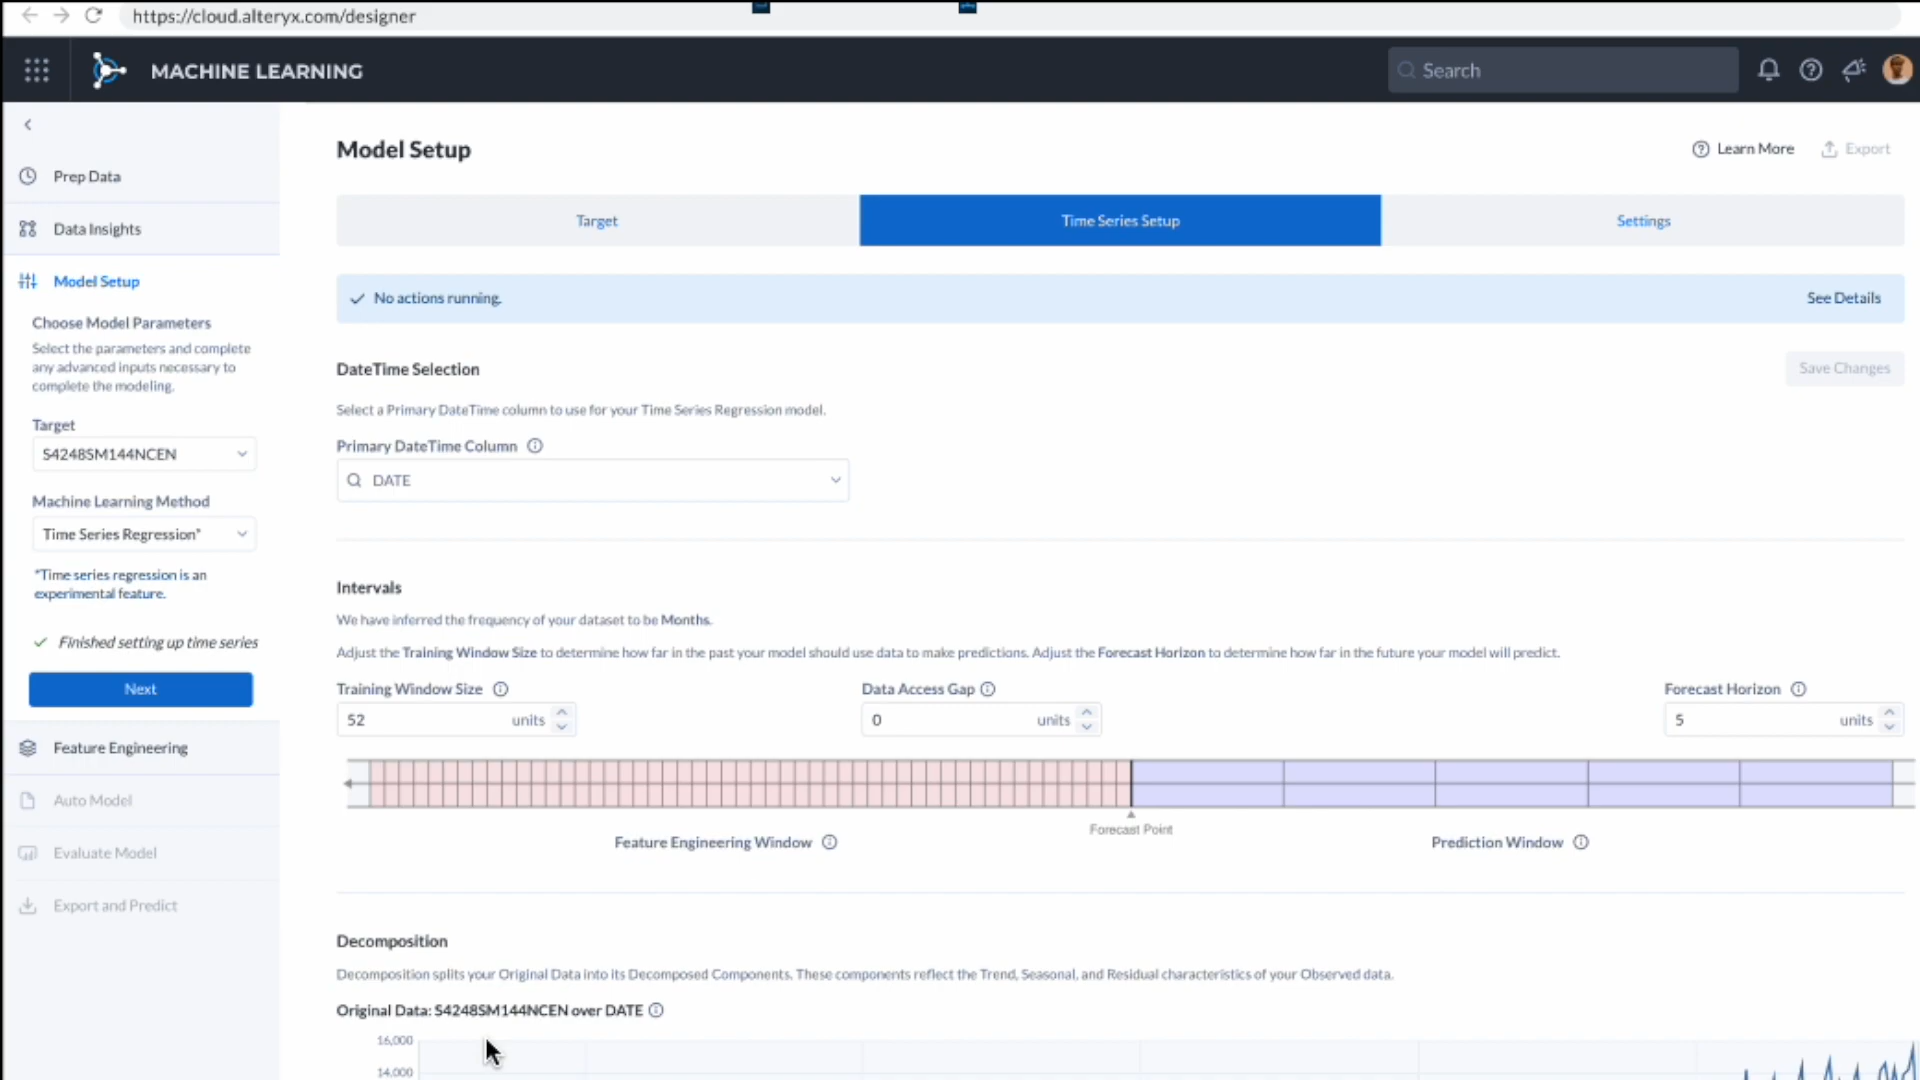 https://cloud.alteryx.com/designer
MACHINE LEARNING
Search
Prep Data
Data Insights
Model Setup
Choose Model Parameters
Select the parameters and complete
any advanced inputs necessary to
complete the modeling.
Target
S4248SM144NCEN
Machine Learning Method
Time Series Regression*
*Time series regression is an
experimental feature.
Finished setting up time series
Next
Feature Engineering
Auto Model
Evaluate Model
Export and Predict
Model Setup
Learn More
Export
Target
Time Series Setup
Settings
No actions running.
See Details
DateTime Selection
Save Changes
Select a Primary DateTime column to use for your Time Series Regression model.
Primary DateTime Column
DATE
Intervals
We have inferred the frequency of your dataset to be Months.
Adjust the Training Window Size to determine how far in the past your model should use data to make predictions. Adjust the Forecast Horizon to determine how far in the future your model will predict.
Training Window Size
Data Access Gap
Forecast Horizon
52 units
0 units
5 units
Forecast Point
Feature Engineering Window
Prediction Window
Decomposition
Decomposition splits your Original Data into its Decomposed Components. These components reflect the Trend, Seasonal, and Residual characteristics of your Observed data.
Original Data: S4248SM144NCEN over DATE
16,000
14,000